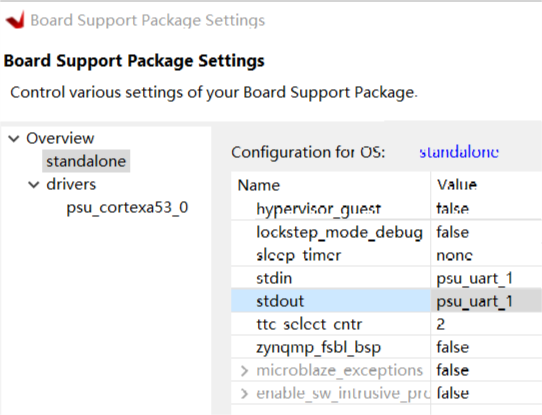 Board Support Package Settings
Board Support Package Settings
Control various settings of your Board Support Package.
Overview
standalone
drivers
psu_cortexa53_0
Configuration for OS: standalone
Name Value
hypervisor_guest false
lockstep_mode_debug false
sleep_timer none
stdin psu_uart_1
stdout psu_uart_1
ttc_select_cntr 2
zynqmp_fsbl_bsp false
microblaze_exceptions false
enable_sw_intrusive_pro false